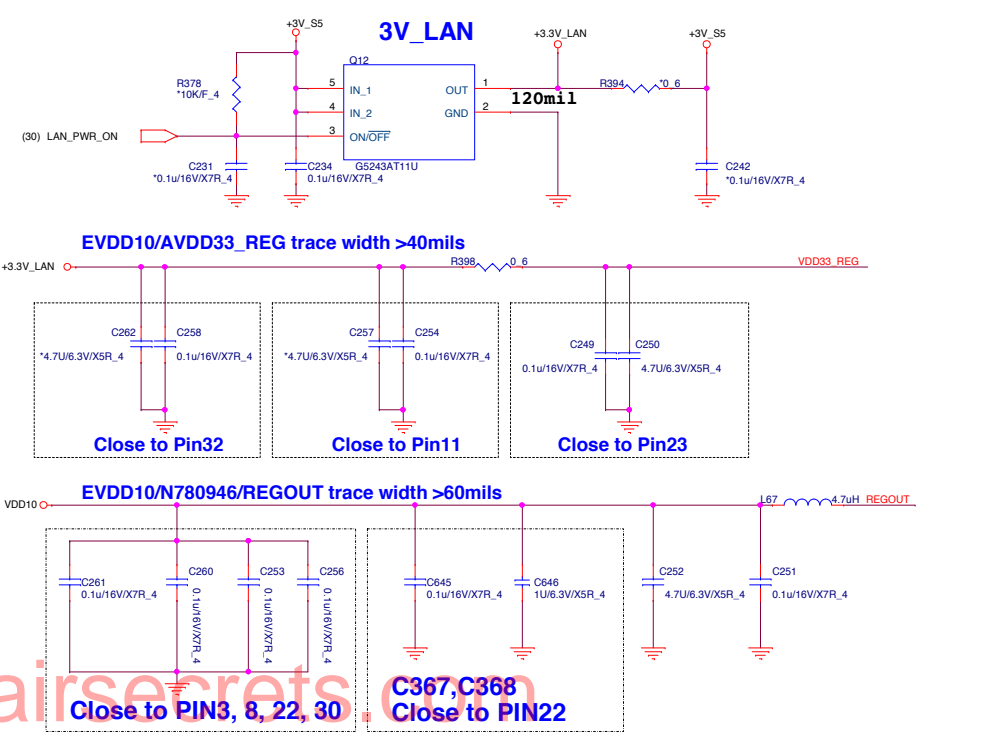 3V_LAN
+3V_S5
+3.3V_LAN
+3V_S5
Q12
R378
*10K/F_4
5
IN_1
OUT
1
R394
*0_6
120mil
4
IN_2
GND
2
(30) LAN_PWR_ON
3
ON/OFF
C231
*0.1u/16V/X7R_4
C234
0.1u/16V/X7R_4
G5243AT11U
C242
*0.1u/16V/X7R_4
EVDD10/AVDD33_REG trace width >40mils
+3.3V_LAN
R398
0_6
VDD33_REG
C262
*4.7U/6.3V/X5R_4
C258
0.1u/16V/X7R_4
C257
*4.7U/6.3V/X5R_4
C254
0.1u/16V/X7R_4
C249
0.1u/16V/X7R_4
C250
4.7U/6.3V/X5R_4
Close to Pin32
Close to Pin11
Close to Pin23
EVDD10/N780946/REGOUT trace width >60mils
VDD10
L67
4.7uH
REGOUT
C261
0.1u/16V/X7R_4
C260
0.1u/16V/X7R_4
C253
0.1u/16V/X7R_4
C256
0.1u/16V/X7R_4
C645
0.1u/16V/X7R_4
C646
1U/6.3V/X5R_4
C252
4.7U/6.3V/X5R_4
C251
0.1u/16V/X7R_4
airsecrets.com
Close to PIN3, 8, 22, 30
C367,C368
Close to PIN22